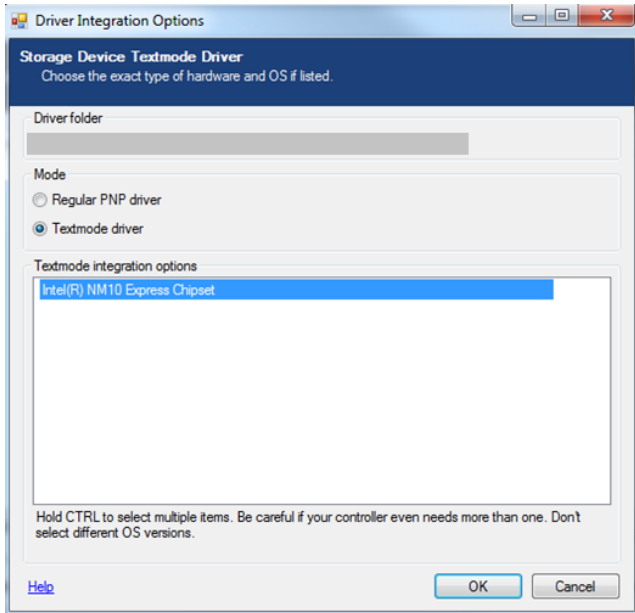 Driver Integration Options
Storage Device Textmode Driver
Choose the exact type of hardware and OS if listed.
Driver folder
Mode
Regular PNP driver
Textmode driver
Textmode integration options
Intel(R) NM10 Express Chipset
Hold CTRL to select multiple items. Be careful if your controller even needs more than one. Don't
select different OS versions.
Help
OK
Cancel